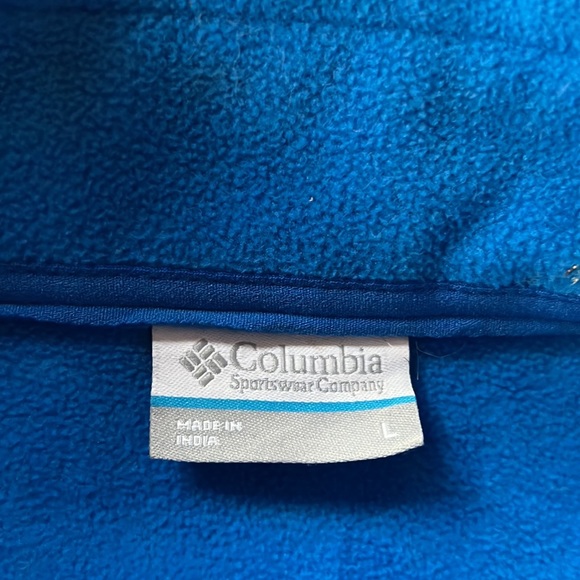 Columbia
Sportswear Company
MADE IN
INDIA
L